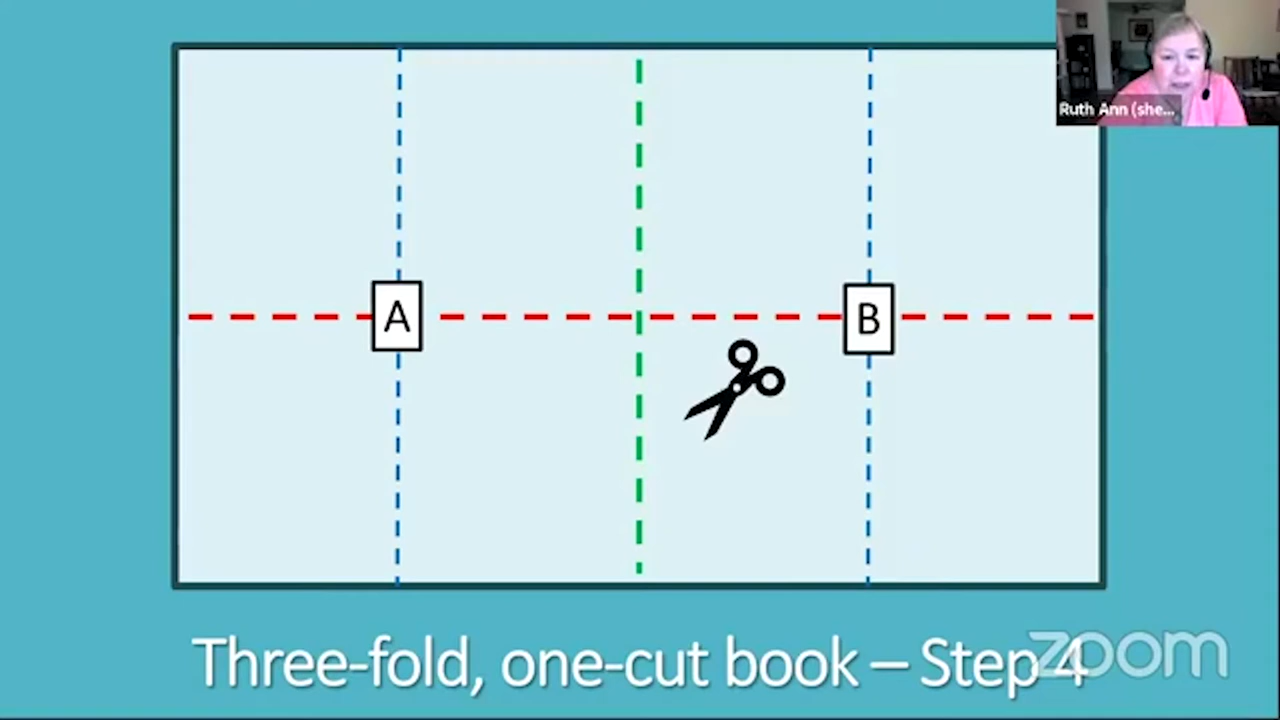 Ruth Ann (she...
A
B
Three-fold, one-cut book – Step 4
zoom